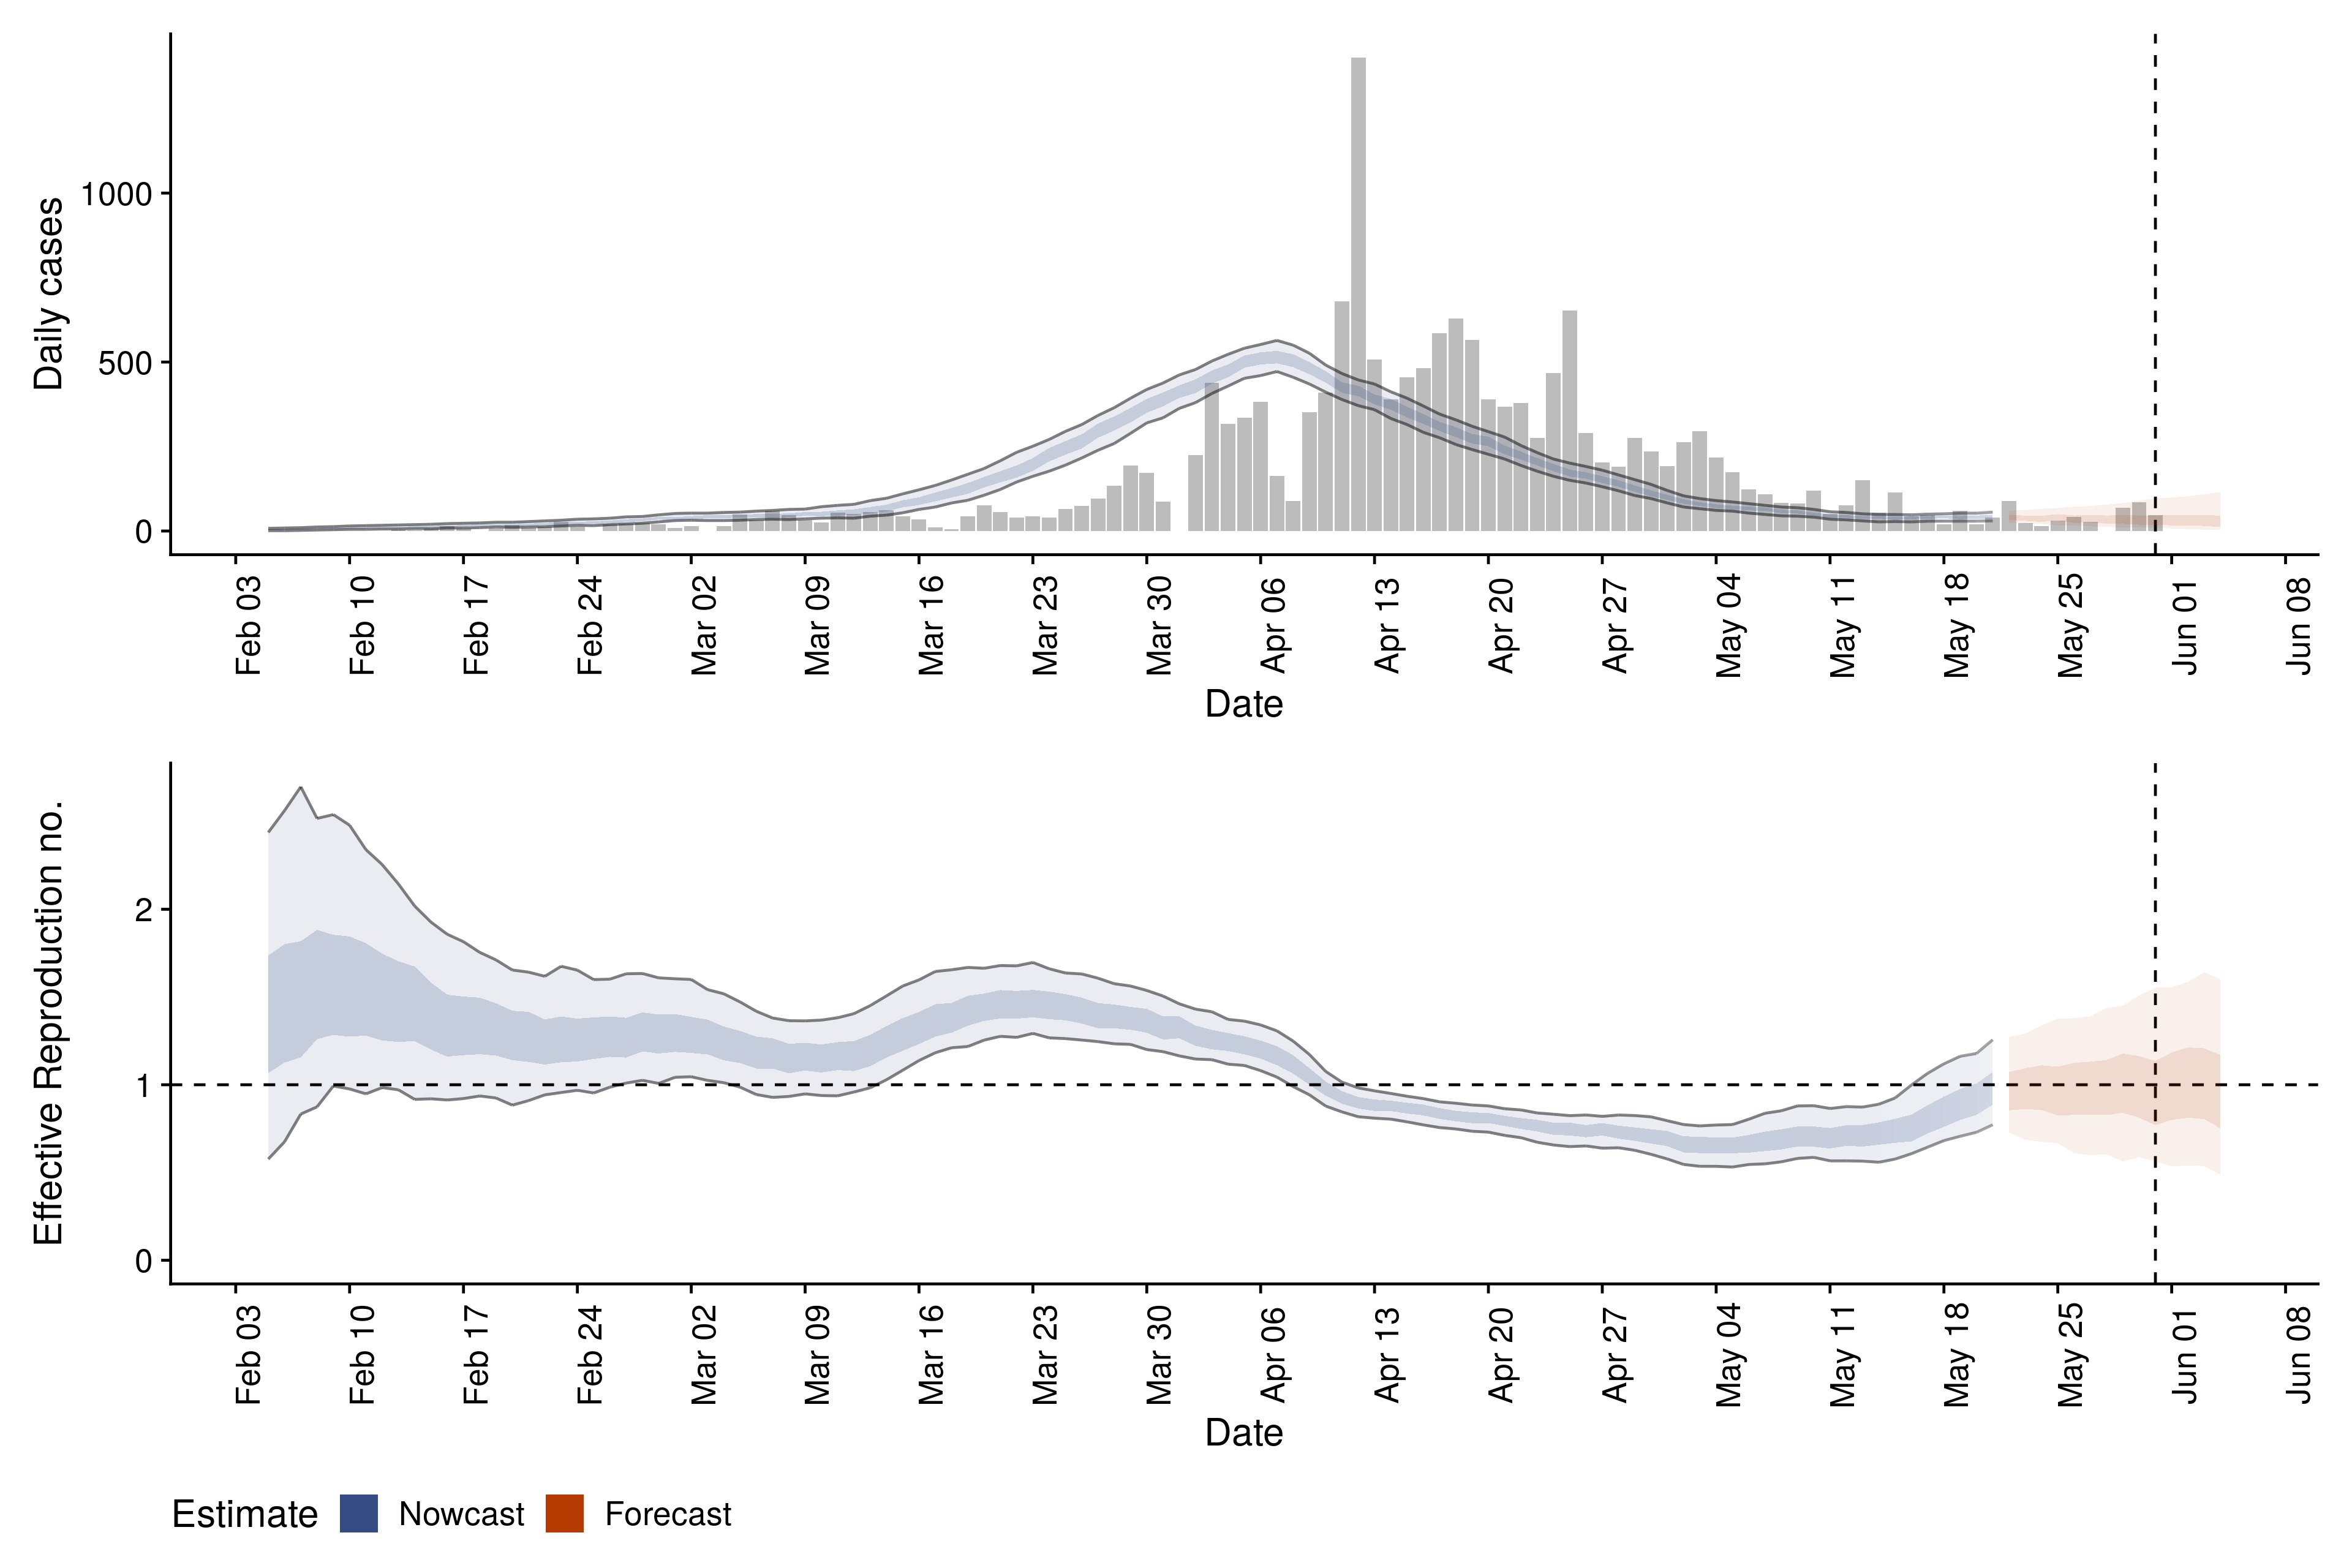 Daily cases
1000
500
0
Feb 03 Feb 10 Feb 17 Feb 24 Mar 02 Mar 09 Mar 16 Mar 23 Mar 30 Apr 06 Apr 13 Apr 20 Apr 27 May 04 May 11 May 18 May 25 Jun 01 Jun 08
Date
Effective Reproduction no.
2
1
0
Feb 03 Feb 10 Feb 17 Feb 24 Mar 02 Mar 09 Mar 16 Mar 23 Mar 30 Apr 06 Apr 13 Apr 20 Apr 27 May 04 May 11 May 18 May 25 Jun 01 Jun 08
Date
Estimate Nowcast Forecast